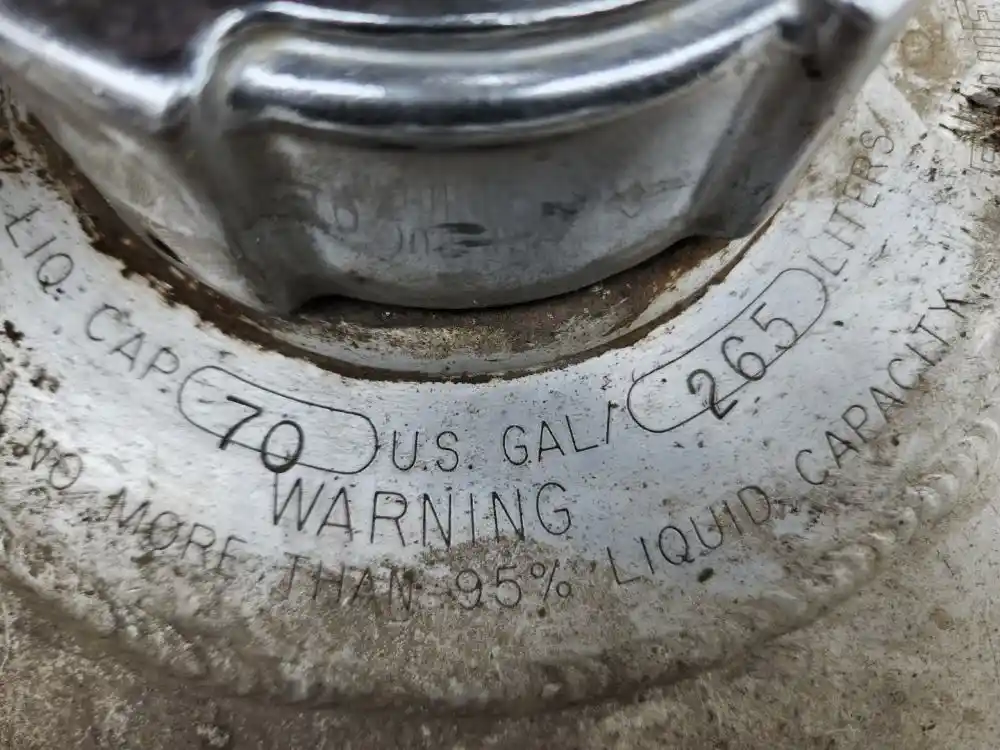 LIQ. CAP. 70 U.S. GAL/ 265 LITERS
WARNING
NO MORE THAN 95% LIQUID CAPACITY